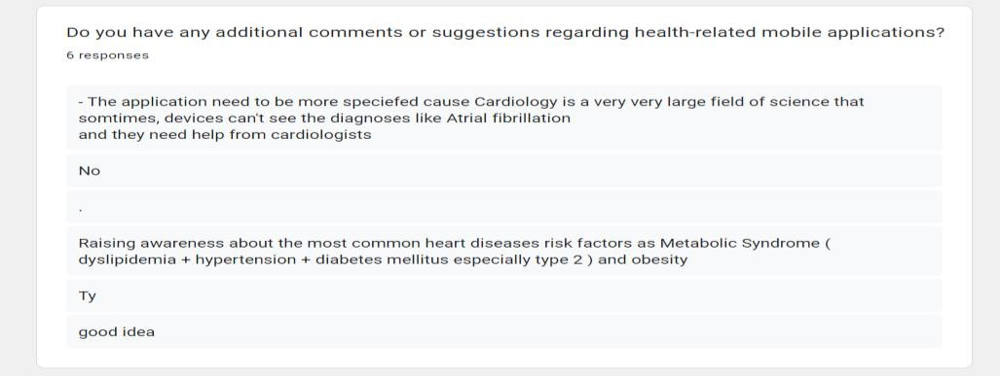 Do you have any additional comments or suggestions regarding health-related mobile applications?
6 responses
- The application need to be more speciefed cause Cardiology is a very very large field of science that
somtimes, devices can't see the diagnoses like Atrial fibrillation
and they need help from cardiologists
No
.
Raising awareness about the most common heart diseases risk factors as Metabolic Syndrome (
dyslipidemia + hypertension + diabetes mellitus especially type 2 ) and obesity
Ty
good idea